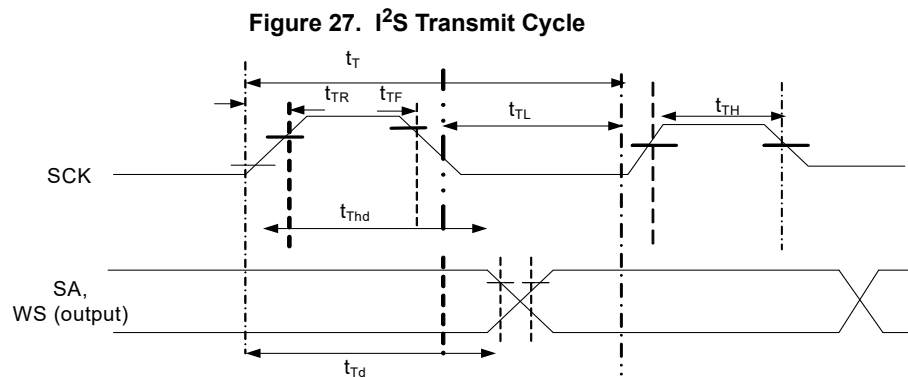 Figure 27. I²S Transmit Cycle
tT
tTR
tTF
tTL
tTH
SCK
tThd
SA,
WS (output)
tTd